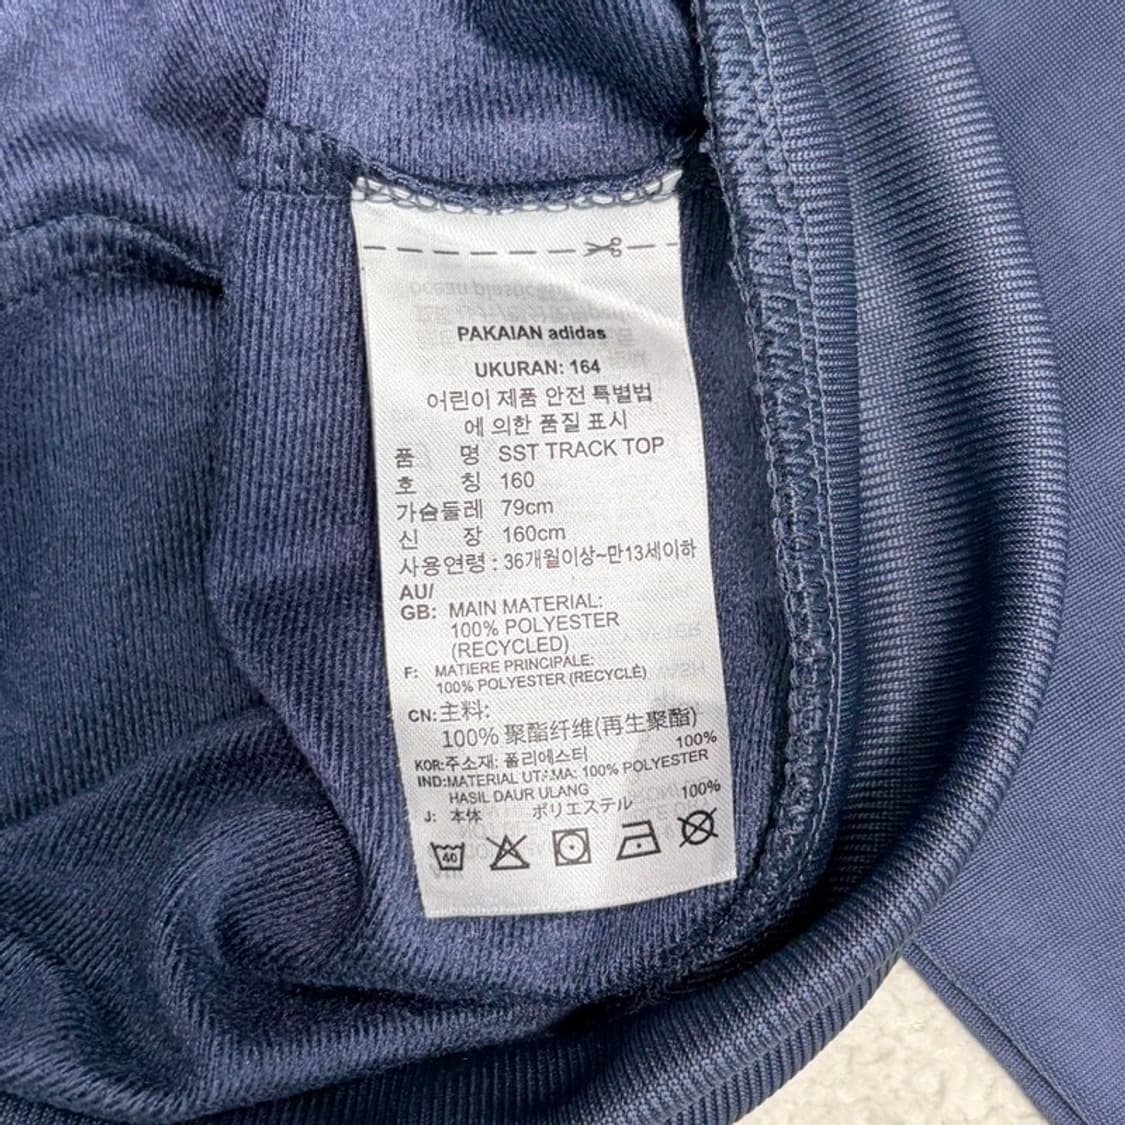 PAKAIAN adidas
UKURAN: 164
어린이 제품 안전 특별법
에 의한 품질 표시
품 명 SST TRACK TOP
호 칭 160
가슴둘레 79cm
신 장 160cm
사용연령 : 36개월이상~만13세이하
AU/
GB: MAIN MATERIAL:
100% POLYESTER
(RECYCLED)
F: MATIERE PRINCIPALE:
100% POLYESTER (RECYCLÉ)
CN: 主料:
100% 聚酯纤维(再生聚酯)
KOR: 주소재: 폴리에스터 100%
IND: MATERIAL UTAMA: 100% POLYESTER
HASIL DAUR ULANG
J: 本体 ポリエステル 100%
40